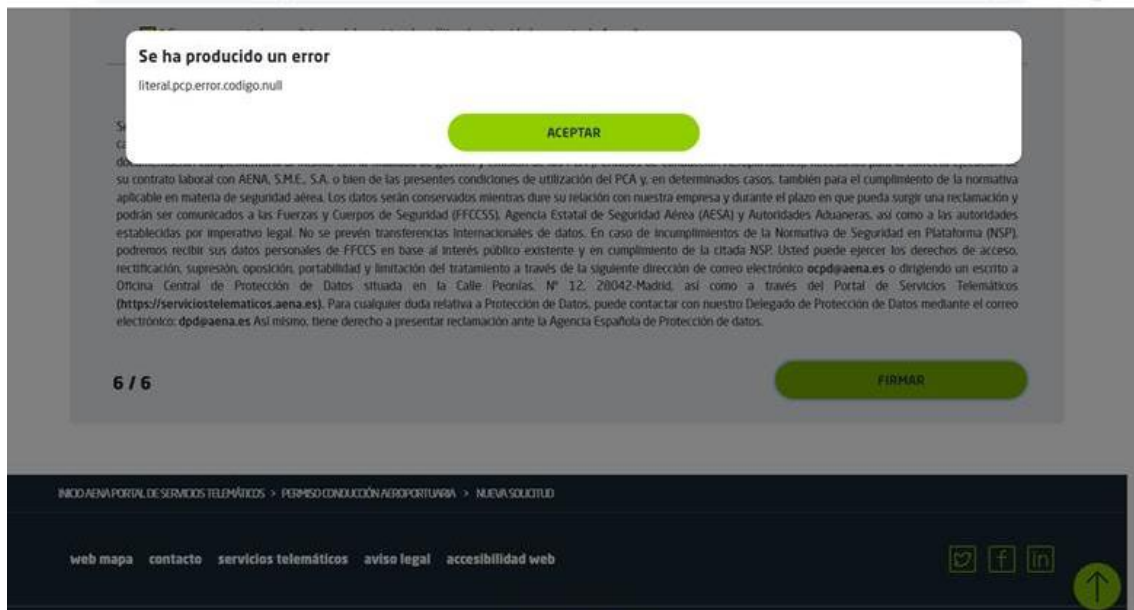 Se ha producido un error
literal.pcp.error.codigo.null
ACEPTAR
su contrato laboral con AENA, S.M.E., S.A. o bien de las presentes condiciones de utilización del PCA y, en determinados casos, también para el cumplimiento de la normativa
aplicable en materia de seguridad aérea. Los datos serán conservados mientras dure su relación con nuestra empresa y durante el plazo en que pueda surgir una reclamación y
podrán ser comunicados a las Fuerzas y Cuerpos de Seguridad (FFCCSS), Agencia Estatal de Seguridad Aérea (AESA) y Autoridades Aduaneras, así como a las autoridades
establecidas por imperativo legal. No se prevén transferencias internacionales de datos. En caso de incumplimientos de la Normativa de Seguridad en Plataforma (NSP),
podremos recibir sus datos personales de FFCCS en base al interés público existente y en cumplimiento de la citada NSP. Usted puede ejercer los derechos de acceso,
rectificación, supresión, oposición, portabilidad y limitación del tratamiento a través de la siguiente dirección de correo electrónico ocpd@aena.es o dirigiendo un escrito a
Oficina Central de Protección de Datos situada en la Calle Peonías, Nº 12, 28042-Madrid, así como a través del Portal de Servicios Telemáticos
(https://serviciostelematicos.aena.es). Para cualquier duda relativa a Protección de Datos, puede contactar con nuestro Delegado de Protección de Datos mediante el correo
electrónico: dpd@aena.es Así mismo, tiene derecho a presentar reclamación ante la Agencia Española de Protección de datos.
6 / 6
FIRMAR
INICIO AENA PORTAL DE SERVICIOS TELEMÁTICOS > PERMISO CONDUCCIÓN AEROPORTUARIA > NUEVA SOLICITUD
web mapa contacto servicios telemáticos aviso legal accesibilidad web